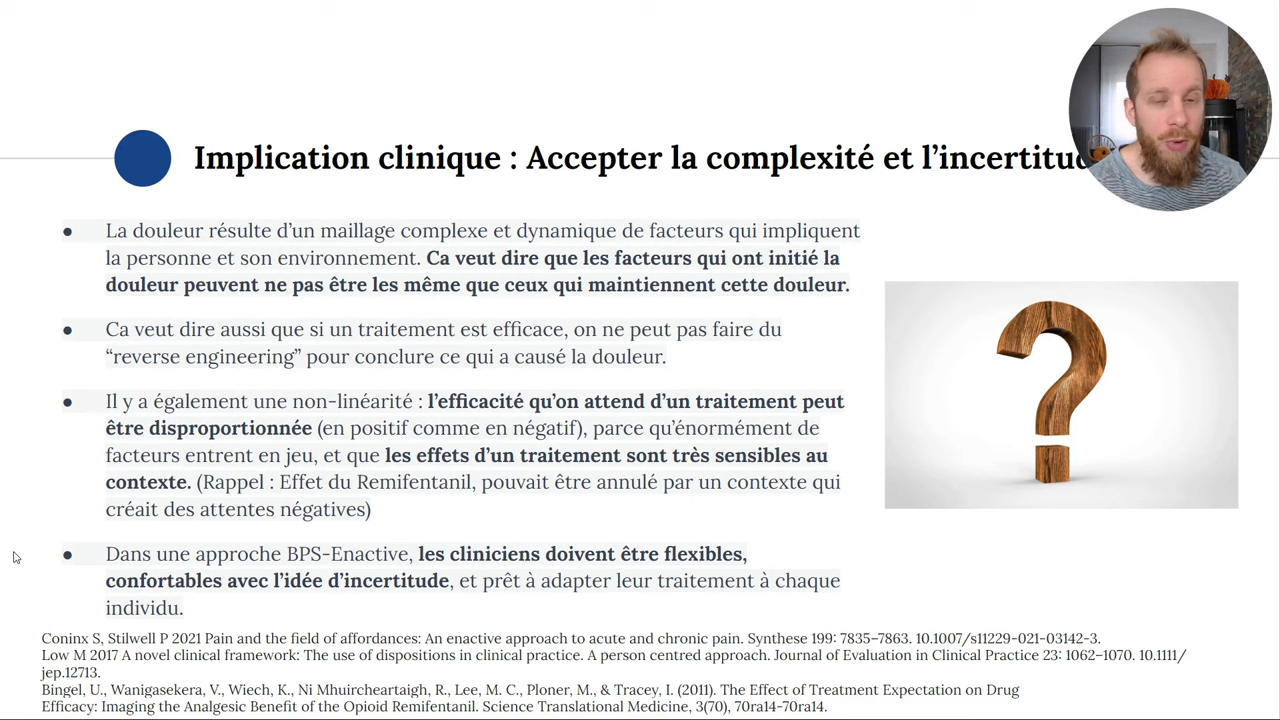 Implication clinique : Accepter la complexité et l’incertitu
● La douleur résulte d’un maillage complexe et dynamique de facteurs qui impliquent
la personne et son environnement. Ca veut dire que les facteurs qui ont initié la
douleur peuvent ne pas être les même que ceux qui maintiennent cette douleur.
● Ca veut dire aussi que si un traitement est efficace, on ne peut pas faire du
“reverse engineering” pour conclure ce qui a causé la douleur.
● Il y a également une non-linéarité : l’efficacité qu’on attend d’un traitement peut
être disproportionnée (en positif comme en négatif), parce qu’énormément de
facteurs entrent en jeu, et que les effets d’un traitement sont très sensibles au
contexte. (Rappel : Effet du Remifentanil, pouvait être annulé par un contexte qui
créait des attentes négatives)
● Dans une approche BPS-Enactive, les cliniciens doivent être flexibles,
confortables avec l’idée d’incertitude, et prêt à adapter leur traitement à chaque
individu.
Coninx S, Stilwell P 2021 Pain and the field of affordances: An enactive approach to acute and chronic pain. Synthese 199: 7835–7863. 10.1007/s11229-021-03142-3.
Low M 2017 A novel clinical framework: The use of dispositions in clinical practice. A person centred approach. Journal of Evaluation in Clinical Practice 23: 1062–1070. 10.1111/
jep.12713.
Bingel, U., Wanigasekera, V., Wiech, K., Ni Mhuircheartaigh, R., Lee, M. C., Ploner, M., & Tracey, I. (2011). The Effect of Treatment Expectation on Drug
Efficacy: Imaging the Analgesic Benefit of the Opioid Remifentanil. Science Translational Medicine, 3(70), 70ra14-70ra14.